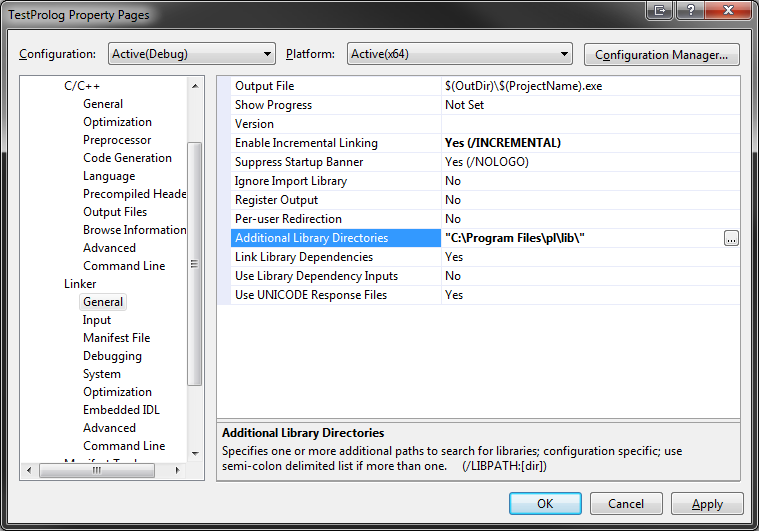 TestProlog Property Pages
Configuration: Active(Debug) Platform: Active(x64) Configuration Manager...
C/C++
General
Optimization
Preprocessor
Code Generation
Language
Precompiled Heade
Output Files
Browse Information
Advanced
Command Line
Linker
General
Input
Manifest File
Debugging
System
Optimization
Embedded IDL
Advanced
Command Line
Output File $(OutDir)\$(ProjectName).exe
Show Progress Not Set
Version
Enable Incremental Linking Yes (/INCREMENTAL)
Suppress Startup Banner Yes (/NOLOGO)
Ignore Import Library No
Register Output No
Per-user Redirection No
Additional Library Directories "C:\Program Files\pl\lib\" ...
Link Library Dependencies Yes
Use Library Dependency Inputs No
Use UNICODE Response Files Yes
Additional Library Directories
Specifies one or more additional paths to search for libraries; configuration specific; use
semi-colon delimited list if more than one. (/LIBPATH:[dir])
OK Cancel Apply